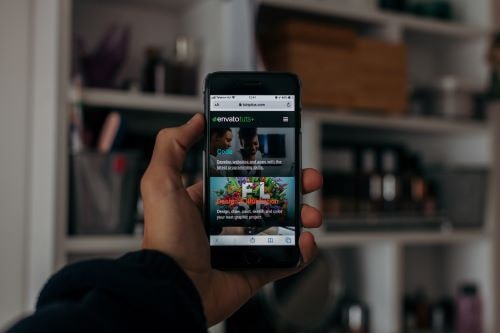 tutsplus.com
envatotuts+
Code
Develop websites and apps with the
latest programming skills.
Design & Illustration
Design, draw, paint, sketch and color
your next graphic project.